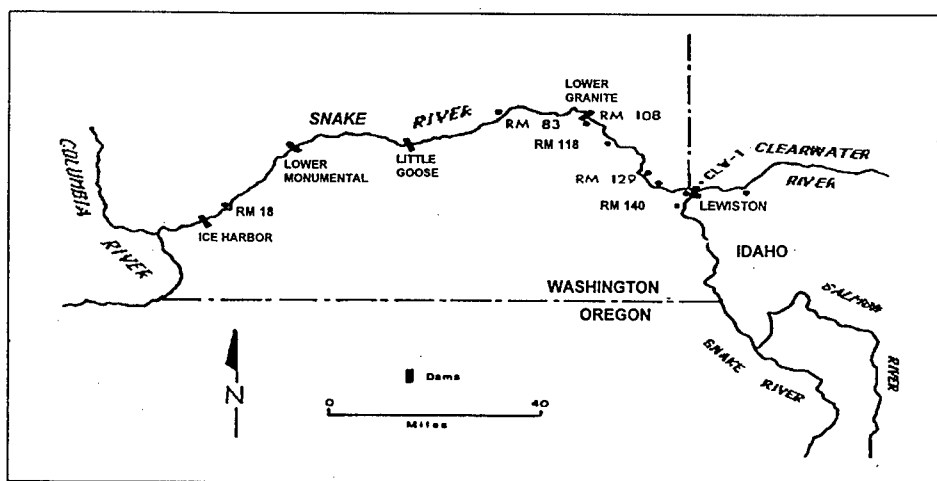 LOWER
GRANITE
SNAKE RIVER
RM 83
RM 108
RM 118
LOWER
MONUMENTAL
LITTLE
GOOSE
CLW-1
CLEARWATER
RIVER
RM 129
RM 140
LEWISTON
COLUMBIA
RIVER
RM 18
ICE HARBOR
IDAHO
WASHINGTON
OREGON
SALMON
RIVER
SNAKE RIVER
N
Dams
0 40
Miles